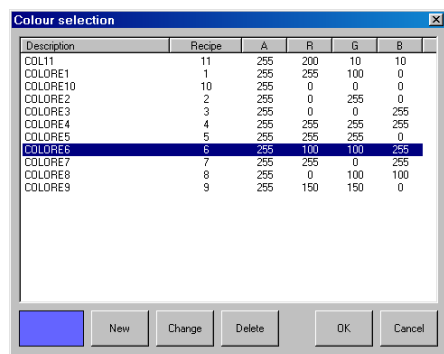 Colour selection
Description Recipe A R G B
COL11 11 255 200 10 10
COLORE1 1 255 255 100 0
COLORE10 10 255 0 0 0
COLORE2 2 255 0 255 0
COLORE3 3 255 0 0 255
COLORE4 4 255 255 255 255
COLORE5 5 255 255 255 0
COLORE6 6 255 100 100 255
COLORE7 7 255 255 0 255
COLORE8 8 255 0 100 100
COLORE9 9 255 150 150 0
New Change Delete OK Cancel